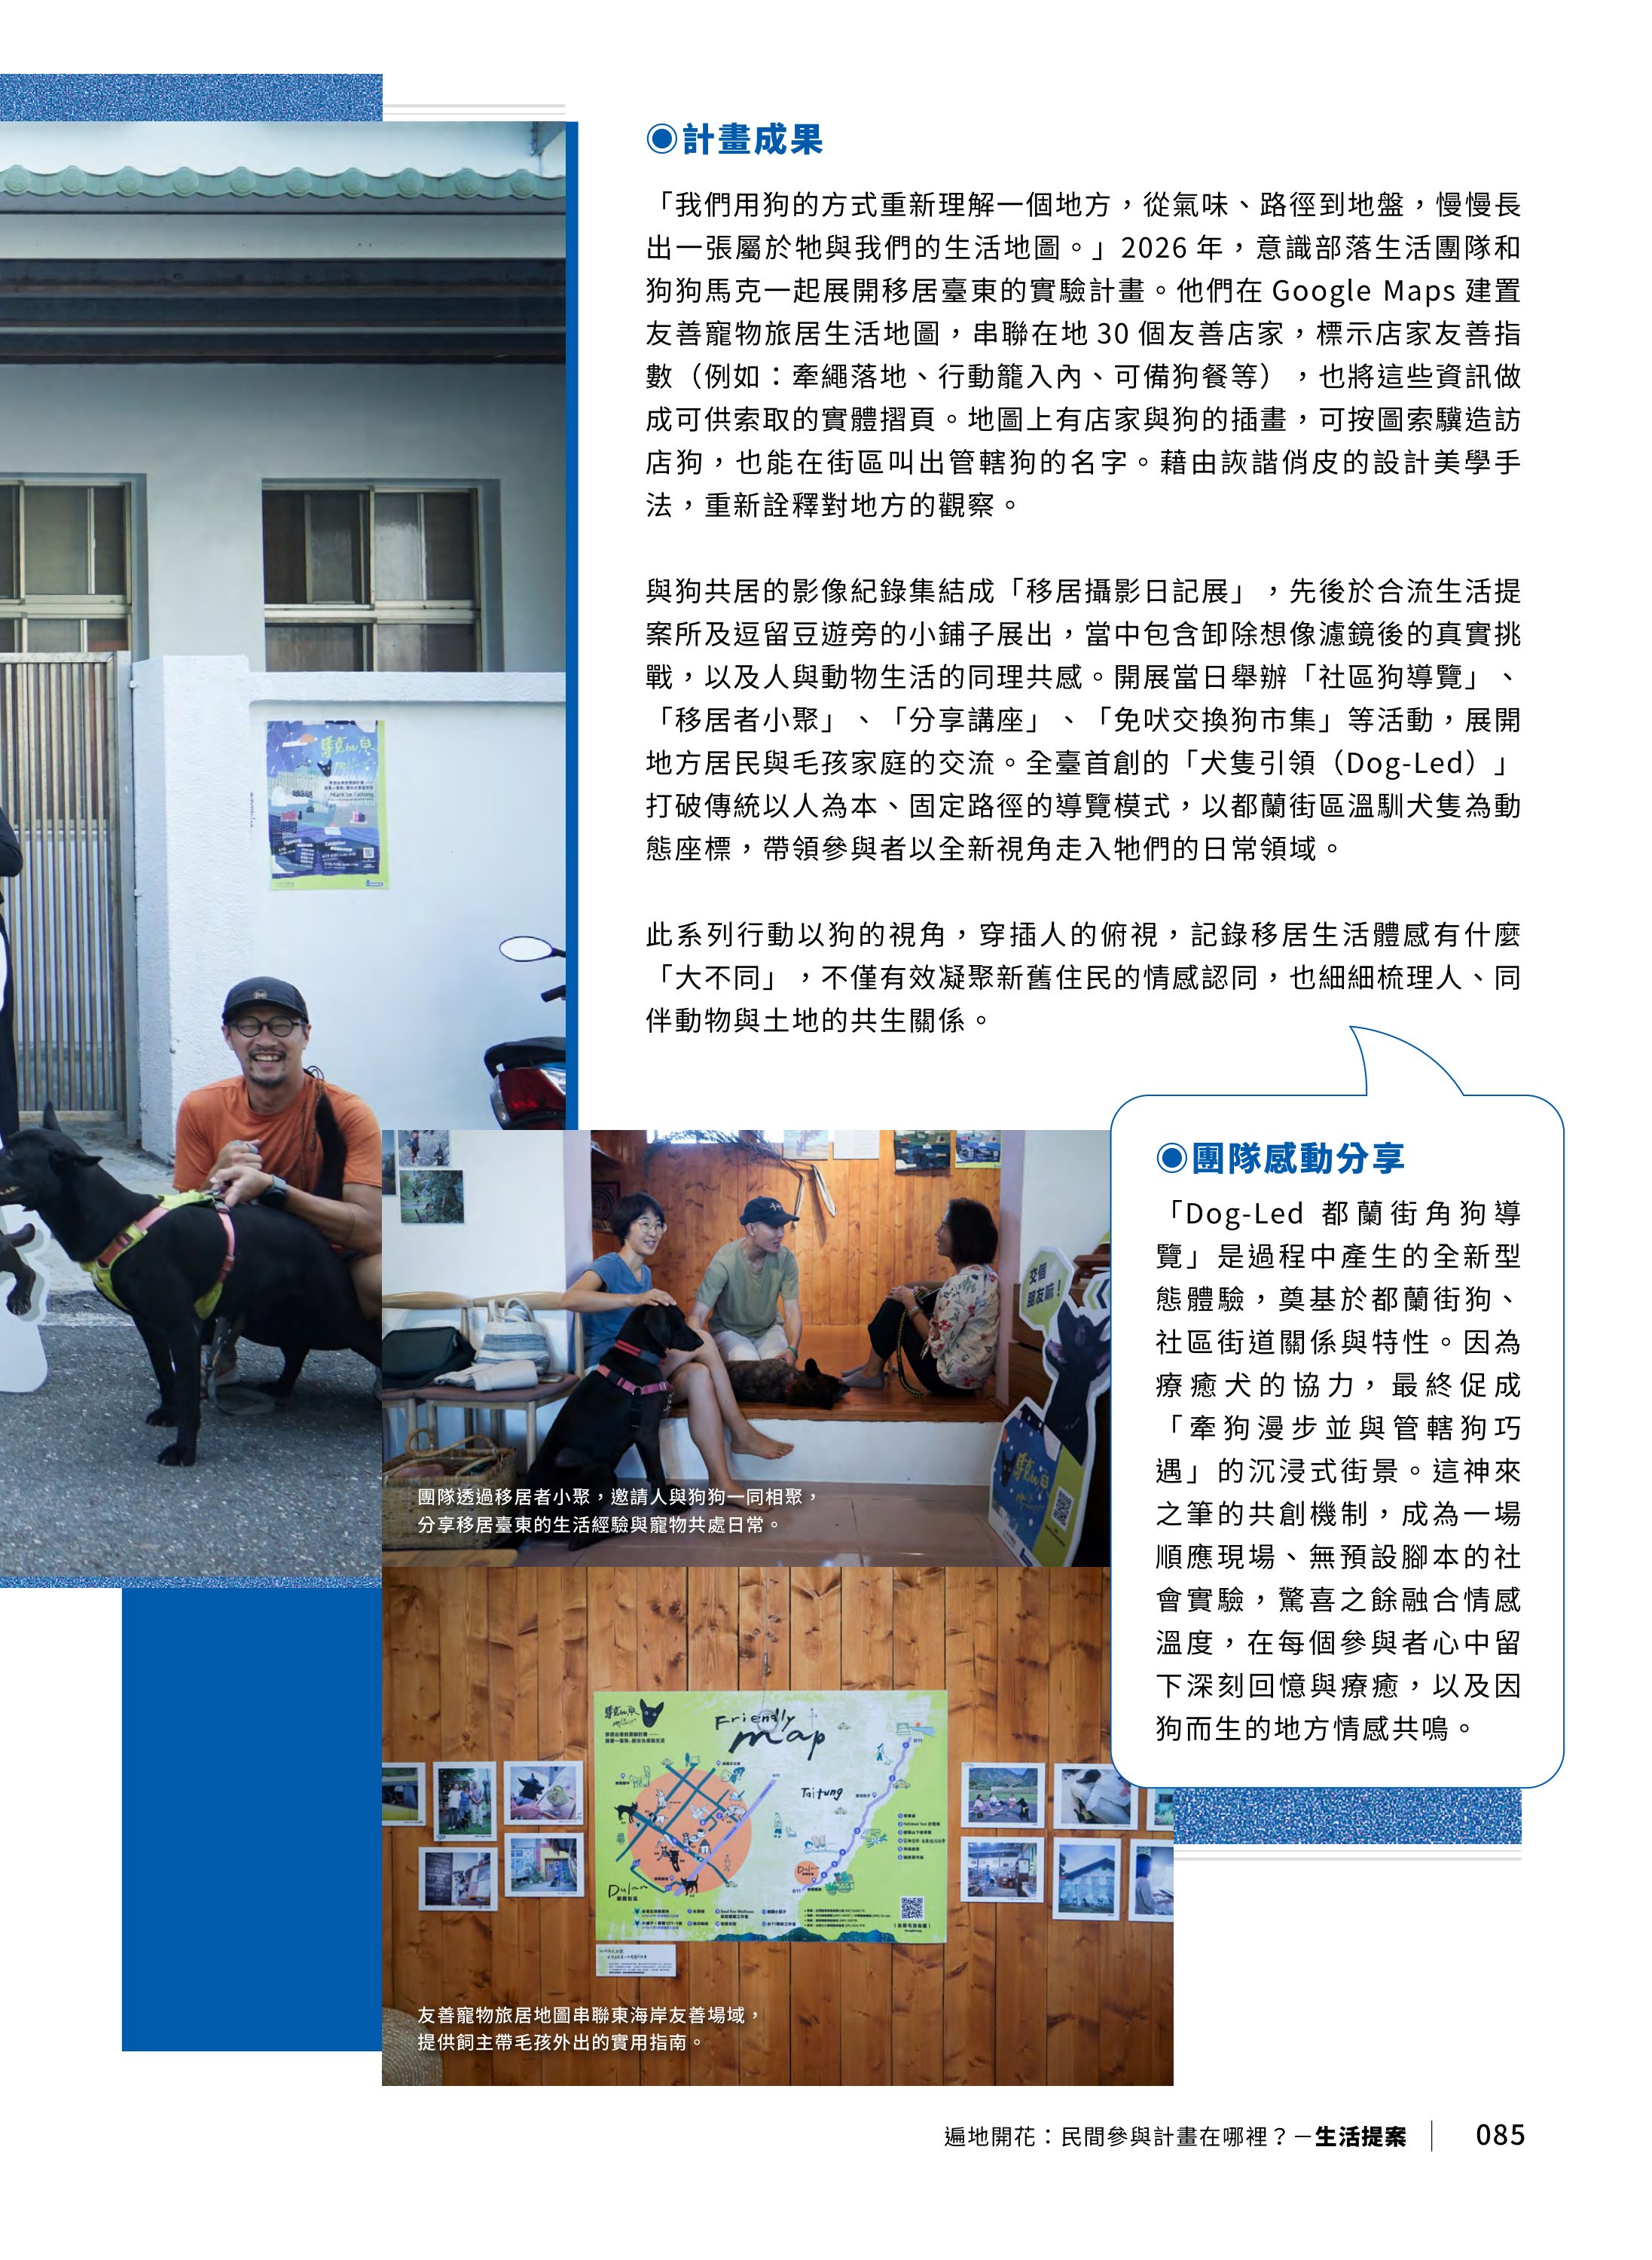 ◉計畫成果
「我們用狗的方式重新理解一個地方，從氣味、路徑到地盤，慢慢長
出一張屬於牠與我們的生活地圖。」2026 年，意識部落生活團隊和
狗狗馬克一起展開移居臺東的實驗計畫。他們在 Google Maps 建置
友善寵物旅居生活地圖，串聯在地 30 個友善店家，標示店家友善指
數（例如：牽繩落地、行動籠入內、可備狗餐等），也將這些資訊做
成可供索取的實體摺頁。地圖上有店家與狗的插畫，可按圖索驥造訪
店狗，也能在街區叫出管轄狗的名字。藉由詼諧俏皮的設計美學手
法，重新詮釋對地方的觀察。
與狗共居的影像紀錄集結成「移居攝影日記展」，先後於合流生活提
案所及逗留豆遊旁的小鋪子展出，當中包含卸除想像濾鏡後的真實挑
戰，以及人與動物生活的同理共感。開展當日舉辦「社區狗導覽」、
「移居者小聚」、「分享講座」、「免吠交換狗市集」等活動，展開
地方居民與毛孩家庭的交流。全臺首創的「犬隻引領（Dog-Led）」
打破傳統以人為本、固定路徑的導覽模式，以都蘭街區溫馴犬隻為動
態座標，帶領參與者以全新視角走入牠們的日常領域。
此系列行動以狗的視角，穿插人的俯視，記錄移居生活體感有什麼
「大不同」，不僅有效凝聚新舊住民的情感認同，也細細梳理人、同
伴動物與土地的共生關係。
◉團隊感動分享
「Dog-Led 都蘭街角狗導
覽」是過程中產生的全新型
態體驗，奠基於都蘭街狗、
社區街道關係與特性。因為
療癒犬的協力，最終促成
「牽狗漫步並與管轄狗巧
遇」的沉浸式街景。這神來
之筆的共創機制，成為一場
順應現場、無預設腳本的社
會實驗，驚喜之餘融合情感
溫度，在每個參與者心中留
下深刻回憶與療癒，以及因
狗而生的地方情感共鳴。
交個
朋友嘛！
團隊透過移居者小聚，邀請人與狗狗一同相聚，
分享移居臺東的生活經驗與寵物共處日常。
Friendly
map
Taitung
Dulan
友善寵物旅居地圖串聯東海岸友善場域，
提供飼主帶毛孩外出的實用指南。
遍地開花：民間參與計畫在哪裡？－生活提案 085